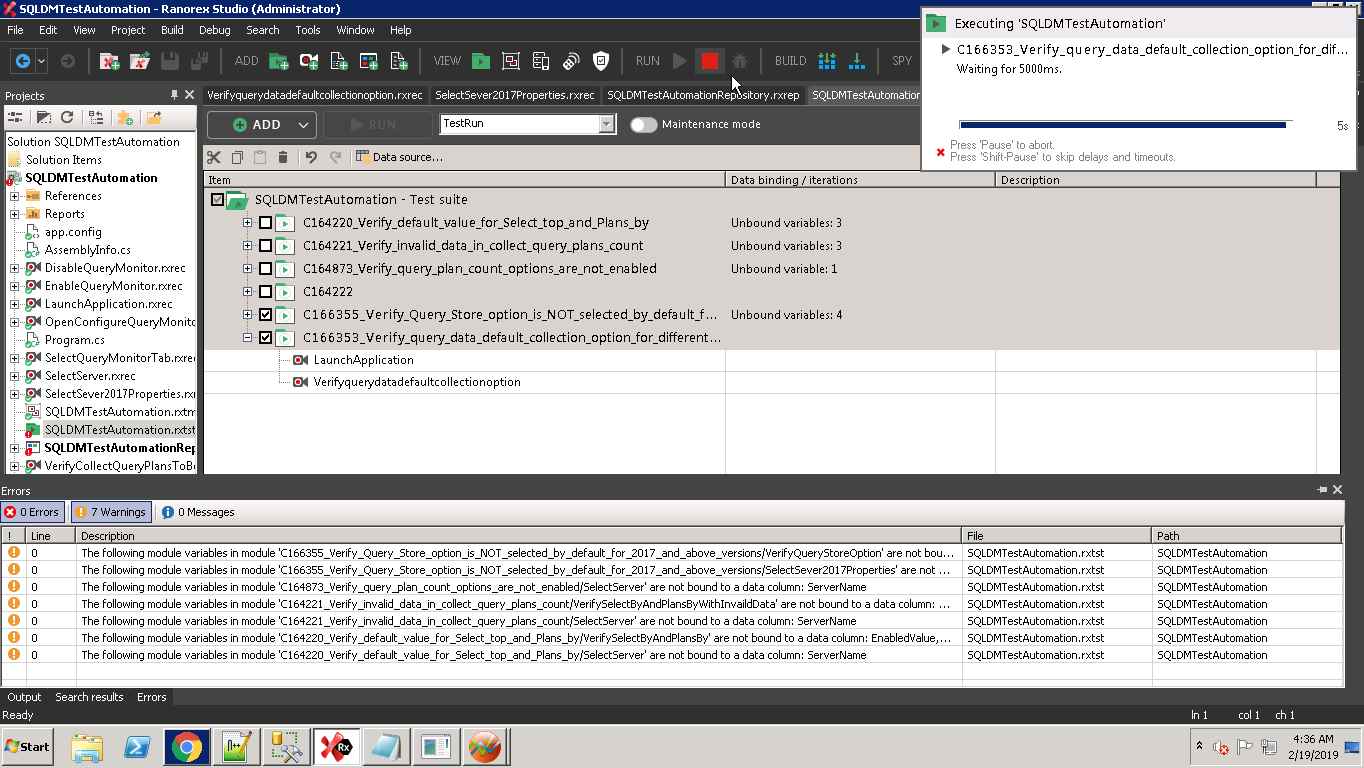 SQLDMTestAutomation - Ranorex Studio (Administrator)
File Edit View Project Build Debug Search Tools Window Help
ADD VIEW RUN BUILD SPY
Executing 'SQLDMTestAutomation'
C166353_Verify_query_data_default_collection_option_for_dif...
Waiting for 5000ms.
5s
Press 'Pause' to abort.
Press 'Shift-Pause' to skip delays and timeouts.
Projects
Verifyquerydatadefaultcollectionoption.rxrec SelectSever2017Properties.rxrec SQLDMTestAutomationRepository.rxrep SQLDMTestAutomation
ADD RUN TestRun Maintenance mode
Data source...
Solution SQLDMTestAutomation
Solution Items
SQLDMTestAutomation
References
Reports
app.config
AssemblyInfo.cs
DisableQueryMonitor.rxrec
EnableQueryMonitor.rxrec
LaunchApplication.rxrec
OpenConfigureQueryMonito
Program.cs
SelectQueryMonitorTab.rxrec
SelectServer.rxrec
SelectSever2017Properties.rx
SQLDMTestAutomation.rxtm
SQLDMTestAutomation.rxtst
SQLDMTestAutomationRep
VerifyCollectQueryPlansToBe
Item Data binding / iterations Description
SQLDMTestAutomation - Test suite
C164220_Verify_default_value_for_Select_top_and_Plans_by Unbound variables: 3
C164221_Verify_invalid_data_in_collect_query_plans_count Unbound variables: 3
C164873_Verify_query_plan_count_options_are_not_enabled Unbound variable: 1
C164222
C166355_Verify_Query_Store_option_is_NOT_selected_by_default_f... Unbound variables: 4
C166353_Verify_query_data_default_collection_option_for_different...
LaunchApplication
Verifyquerydatadefaultcollectionoption
Errors
0 Errors 7 Warnings 0 Messages
! Line Description File Path
0 The following module variables in module 'C166355_Verify_Query_Store_option_is_NOT_selected_by_default_for_2017_and_above_versions/VerifyQueryStoreOption' are not bou... SQLDMTestAutomation.rxtst SQLDMTestAutomation
0 The following module variables in module 'C166355_Verify_Query_Store_option_is_NOT_selected_by_default_for_2017_and_above_versions/SelectSever2017Properties' are not ... SQLDMTestAutomation.rxtst SQLDMTestAutomation
0 The following module variables in module 'C164873_Verify_query_plan_count_options_are_not_enabled/SelectServer' are not bound to a data column: ServerName SQLDMTestAutomation.rxtst SQLDMTestAutomation
0 The following module variables in module 'C164221_Verify_invalid_data_in_collect_query_plans_count/VerifySelectByAndPlansByWithInvaildData' are not bound to a data column: ... SQLDMTestAutomation.rxtst SQLDMTestAutomation
0 The following module variables in module 'C164221_Verify_invalid_data_in_collect_query_plans_count/SelectServer' are not bound to a data column: ServerName SQLDMTestAutomation.rxtst SQLDMTestAutomation
0 The following module variables in module 'C164220_Verify_default_value_for_Select_top_and_Plans_by/VerifySelectByAndPlansBy' are not bound to a data column: EnabledValue,... SQLDMTestAutomation.rxtst SQLDMTestAutomation
0 The following module variables in module 'C164220_Verify_default_value_for_Select_top_and_Plans_by/SelectServer' are not bound to a data column: ServerName SQLDMTestAutomation.rxtst SQLDMTestAutomation
Output Search results Errors
Ready ln 1 col 1 ch 1
Start Rx 4:36 AM
2/19/2019